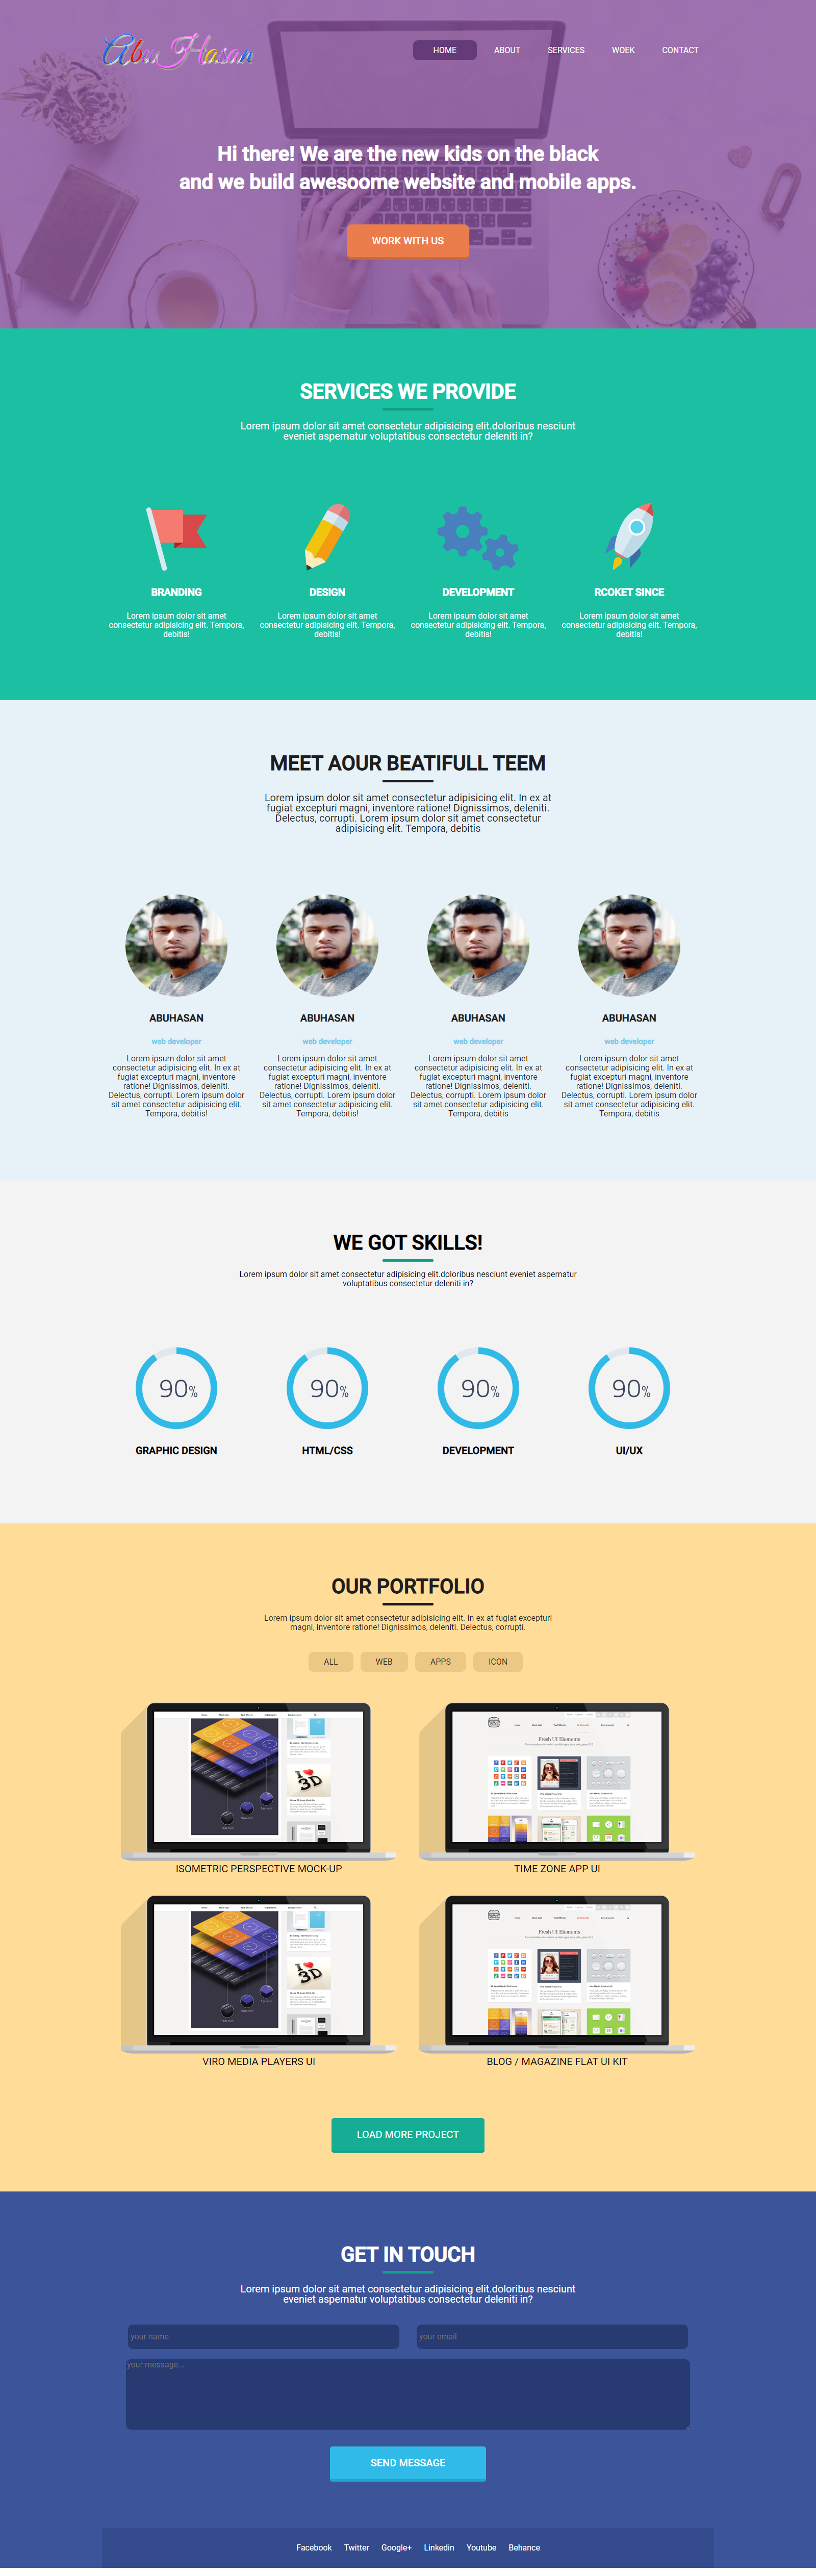 Abu Hasan
HOME ABOUT SERVICES WOEK CONTACT
Hi there! We are the new kids on the black
and we build awesoome website and mobile apps.
WORK WITH US
SERVICES WE PROVIDE
Lorem ipsum dolor sit amet consectetur adipisicing elit.doloribus nesciunt
eveniet aspernatur voluptatibus consectetur deleniti in?
BRANDING
Lorem ipsum dolor sit amet
consectetur adipisicing elit. Tempora,
debitis!
DESIGN
Lorem ipsum dolor sit amet
consectetur adipisicing elit. Tempora,
debitis!
DEVELOPMENT
Lorem ipsum dolor sit amet
consectetur adipisicing elit. Tempora,
debitis!
RCOKET SINCE
Lorem ipsum dolor sit amet
consectetur adipisicing elit. Tempora,
debitis!
MEET AOUR BEATIFULL TEEM
Lorem ipsum dolor sit amet consectetur adipisicing elit. In ex at
fugiat excepturi magni, inventore ratione! Dignissimos, deleniti.
Delectus, corrupti. Lorem ipsum dolor sit amet consectetur
adipisicing elit. Tempora, debitis
ABUHASAN
web developer
Lorem ipsum dolor sit amet
consectetur adipisicing elit. In ex at
fugiat excepturi magni, inventore
ratione! Dignissimos, deleniti.
Delectus, corrupti. Lorem ipsum dolor
sit amet consectetur adipisicing elit.
Tempora, debitis!
ABUHASAN
web developer
Lorem ipsum dolor sit amet
consectetur adipisicing elit. In ex at
fugiat excepturi magni, inventore
ratione! Dignissimos, deleniti.
Delectus, corrupti. Lorem ipsum dolor
sit amet consectetur adipisicing elit.
Tempora, debitis!
ABUHASAN
web developer
Lorem ipsum dolor sit amet
consectetur adipisicing elit. In ex at
fugiat excepturi magni, inventore
ratione! Dignissimos, deleniti.
Delectus, corrupti. Lorem ipsum dolor
sit amet consectetur adipisicing elit.
Tempora, debitis
ABUHASAN
web developer
Lorem ipsum dolor sit amet
consectetur adipisicing elit. In ex at
fugiat excepturi magni, inventore
ratione! Dignissimos, deleniti.
Delectus, corrupti. Lorem ipsum dolor
sit amet consectetur adipisicing elit.
Tempora, debitis
WE GOT SKILLS!
Lorem ipsum dolor sit amet consectetur adipisicing elit.doloribus nesciunt eveniet aspernatur
voluptatibus consectetur deleniti in?
90% 90% 90% 90%
GRAPHIC DESIGN HTML/CSS DEVELOPMENT UI/UX
OUR PORTFOLIO
Lorem ipsum dolor sit amet consectetur adipisicing elit. In ex at fugiat excepturi
magni, inventore ratione! Dignissimos, deleniti. Delectus, corrupti.
ALL WEB APPS ICON
I 3D
Fresh UI Elements
ISOMETRIC PERSPECTIVE MOCK-UP
TIME ZONE APP UI
I 3D
Fresh UI Elements
VIRO MEDIA PLAYERS UI
BLOG / MAGAZINE FLAT UI KIT
LOAD MORE PROJECT
GET IN TOUCH
Lorem ipsum dolor sit amet consectetur adipisicing elit.doloribus nesciunt
eveniet aspernatur voluptatibus consectetur deleniti in?
your name
your email
your message...
SEND MESSAGE
Facebook Twitter Google+ Linkedin Youtube Behance